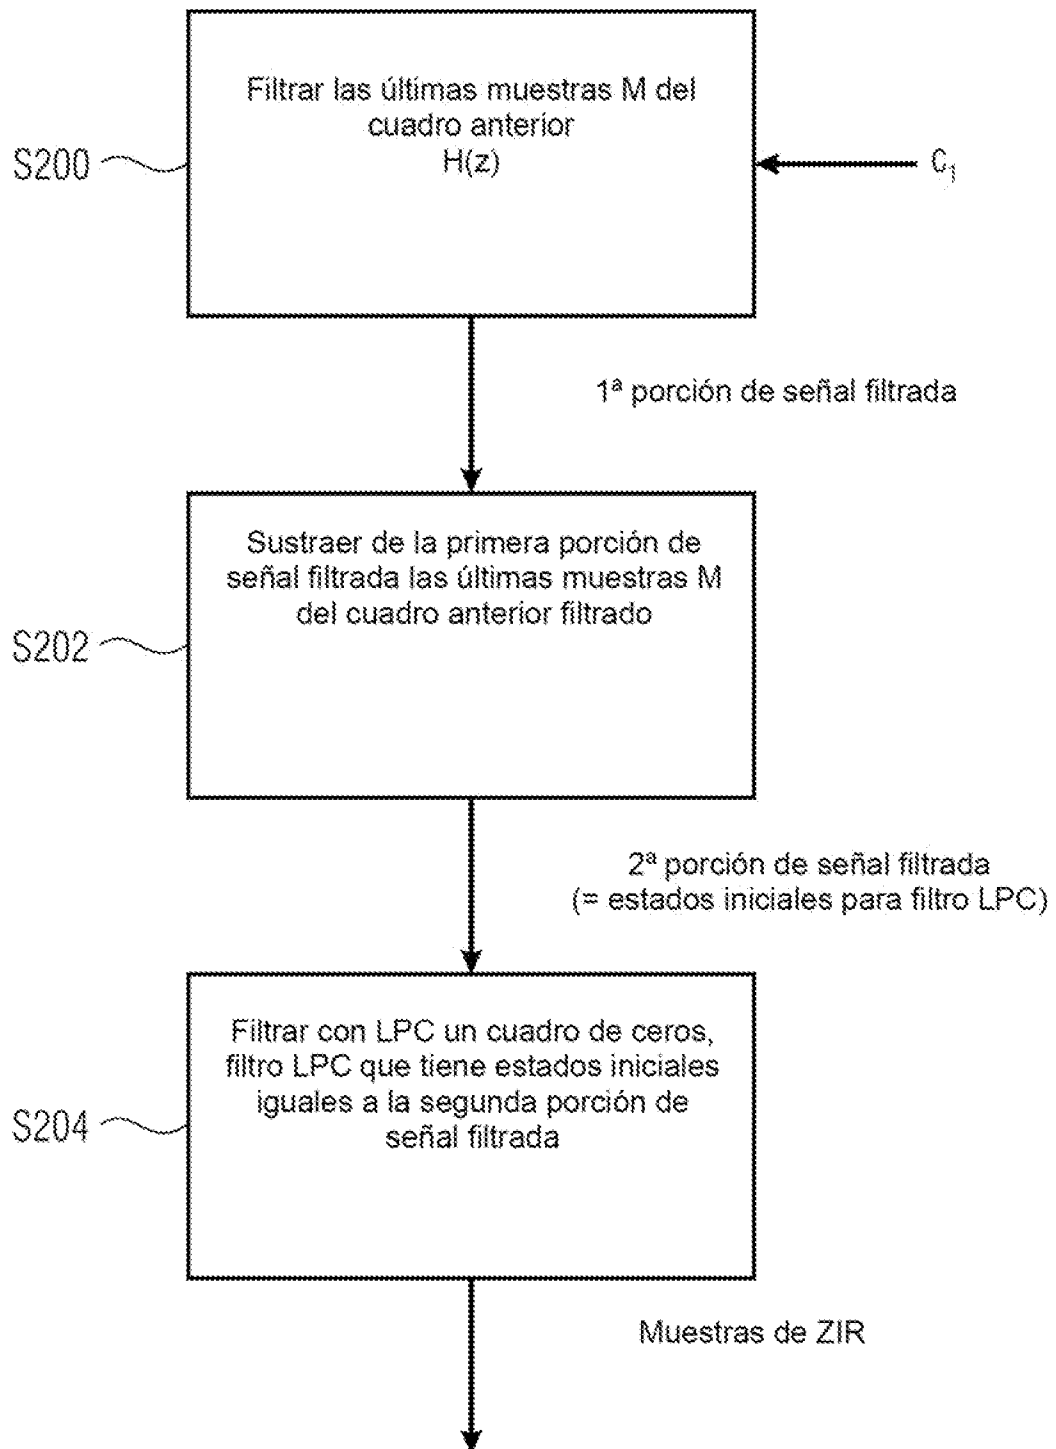 Filtrar las últimas muestras M del
cuadro anterior
H(z)
S200
C₁
1ª porción de señal filtrada
Sustraer de la primera porción de
señal filtrada las últimas muestras M
del cuadro anterior filtrado
S202
2ª porción de señal filtrada
(= estados iniciales para filtro LPC)
Filtrar con LPC un cuadro de ceros,
filtro LPC que tiene estados iniciales
iguales a la segunda porción de
señal filtrada
S204
Muestras de ZIR